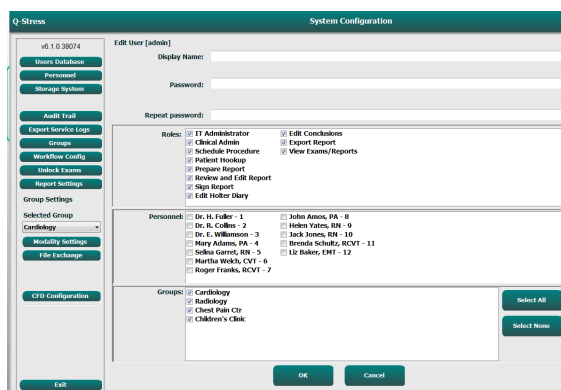 Q-Stress System Configuration
v6.1.0.38074
Users Database
Personnel
Storage System
Audit Trail
Export Service Logs
Groups
Workflow Config
Unlock Exams
Report Settings
Group Settings
Selected Group
Cardiology
Modality Settings
File Exchange
CFD Configuration
Exit
Edit User [admin]
Display Name:
Password:
Repeat password:
Roles:
IT Administrator
Clinical Admin
Schedule Procedure
Patient Hookup
Prepare Report
Review and Edit Report
Sign Report
Edit Holter Diary
Edit Conclusions
Export Report
View Exams/Reports
Personnel:
Dr. H. Fuller - 1
Dr. R. Collins - 2
Dr. E. Williamson - 3
Mary Adams, PA - 4
Selina Garret, RN - 5
Martha Welch, CVT - 6
Roger Franks, RCVT - 7
John Amos, PA - 8
Helen Yates, RN - 9
Jack Jones, RN - 10
Brenda Schultz, RCVT - 11
Liz Baker, EMT - 12
Groups:
Cardiology
Radiology
Chest Pain Ctr
Children's Clinic
Select All
Select None
OK
Cancel